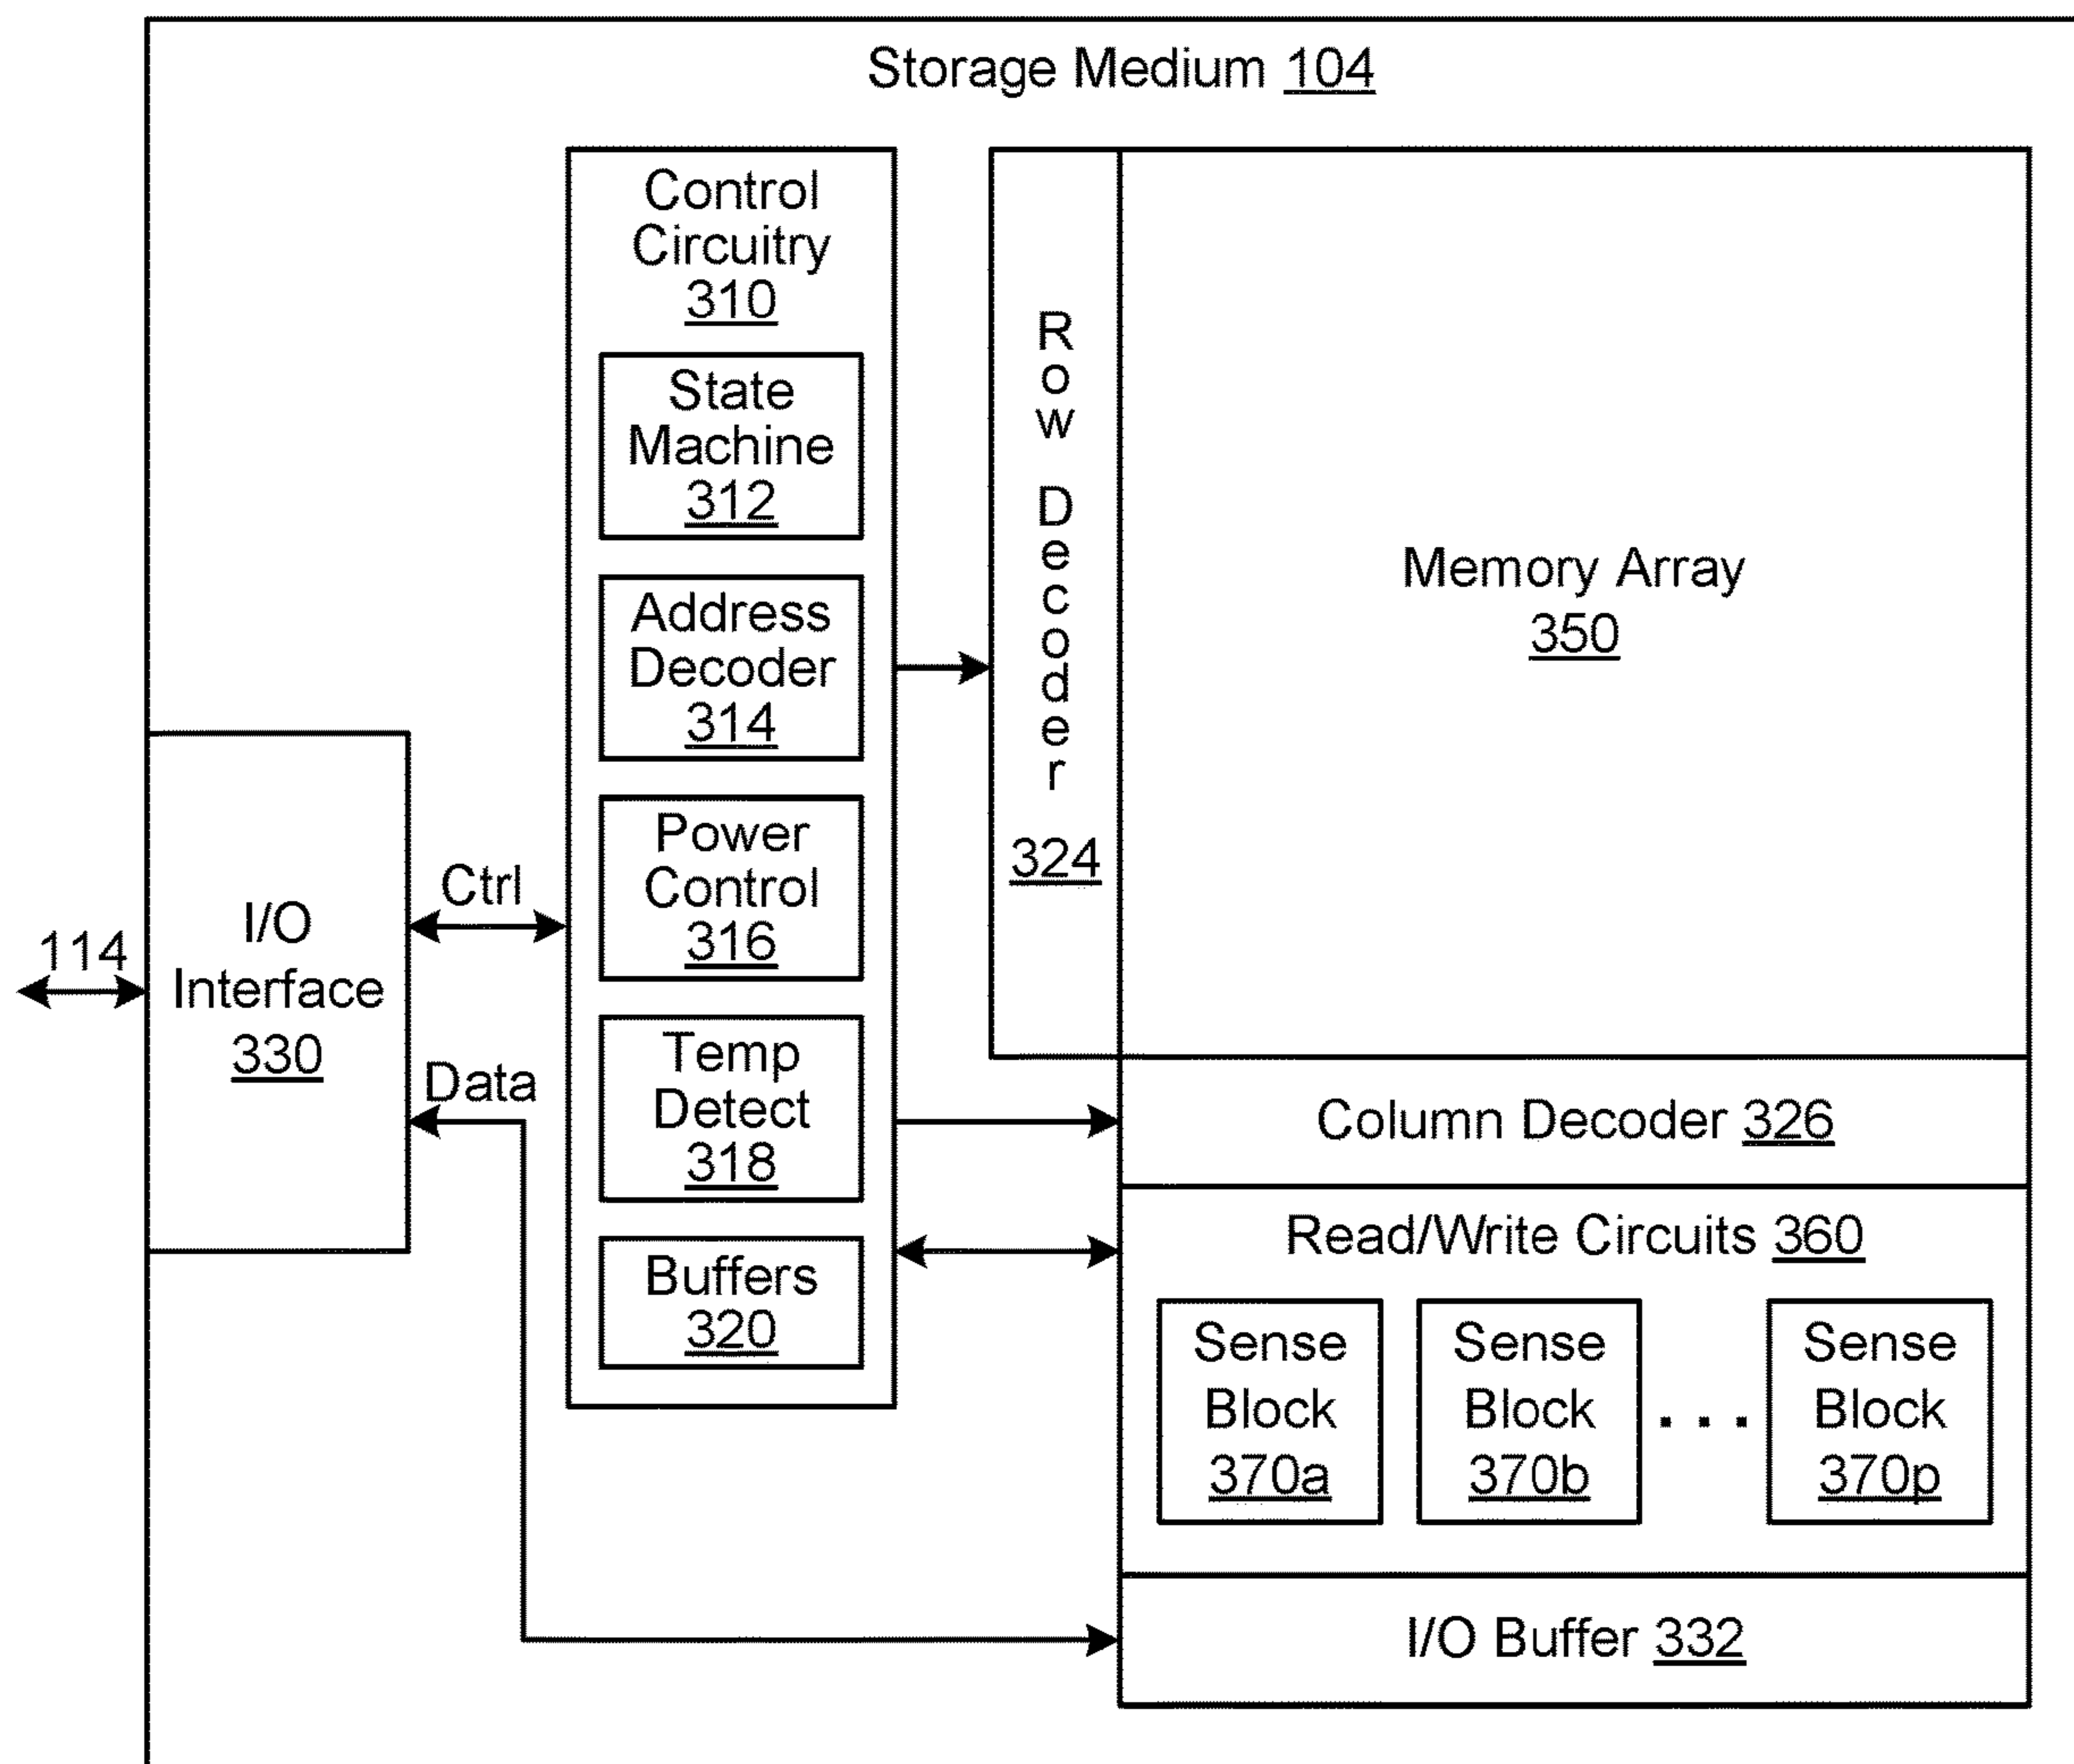 Storage Medium 104
Control
Circuitry
310
State
Machine
312
Address
Decoder
314
Power
Control
316
Temp
Detect
318
Buffers
320
Row Decoder
324
Memory Array
350
Column Decoder 326
Read/Write Circuits 360
Sense
Block
370a
Sense
Block
370b
. . .
Sense
Block
370p
I/O Buffer 332
I/O
Interface
330
114
Ctrl
Data